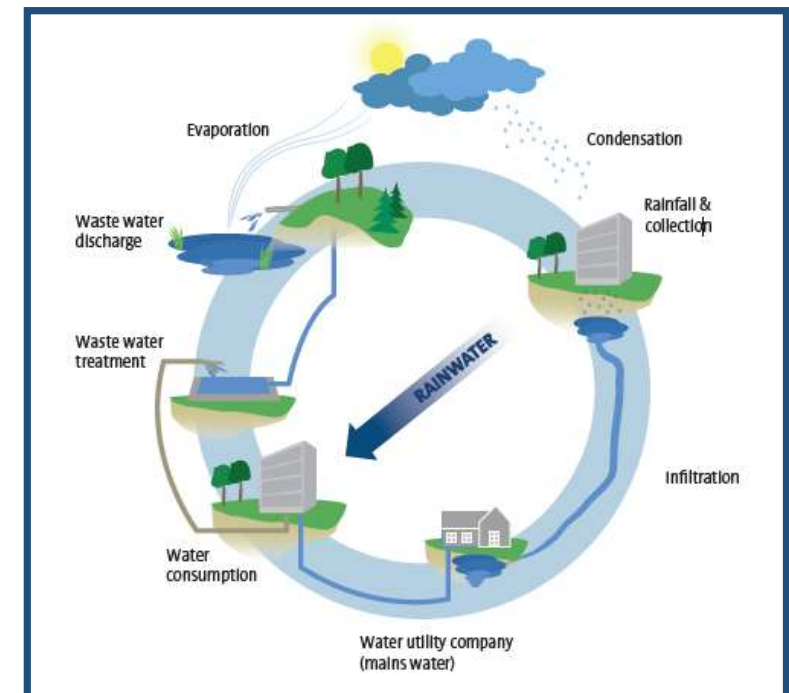 Evaporation
Condensation
Rainfall &
collection
Waste water
discharge
RAINWATER
Waste water
treatment
Infiltration
Water
consumption
Water utility company
(mains water)